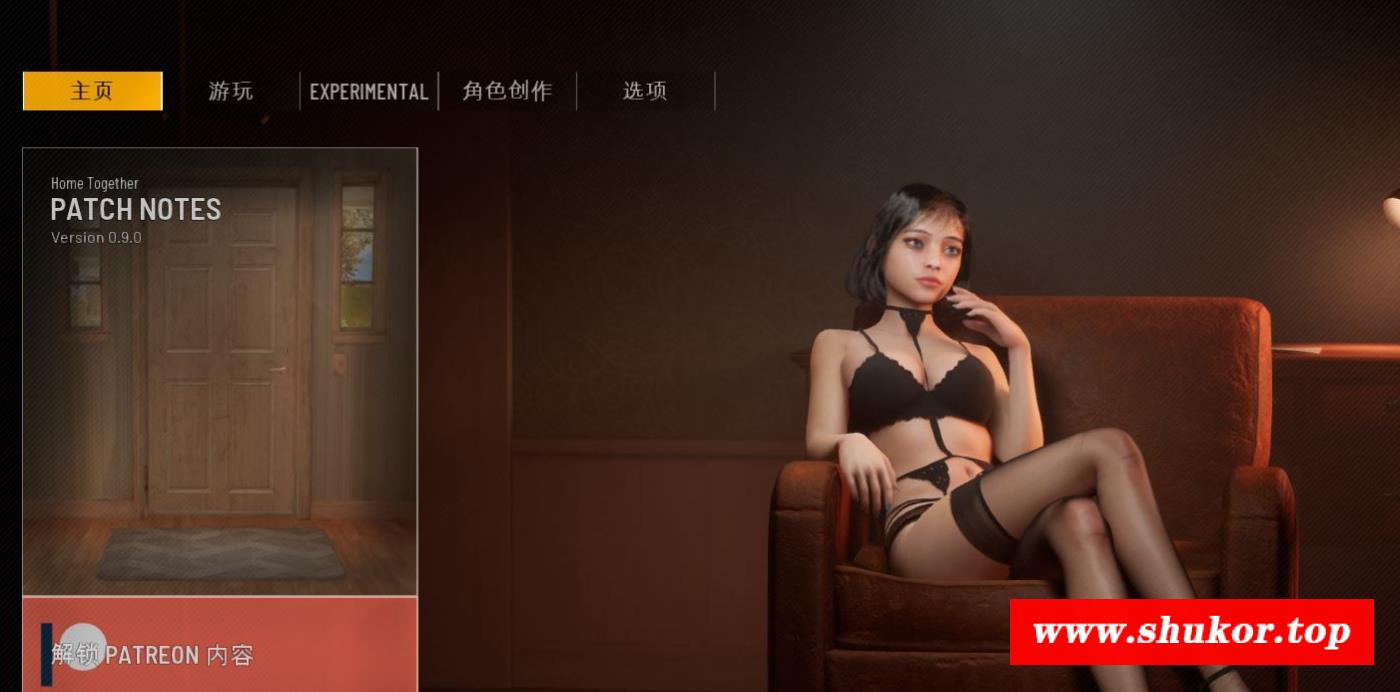 主页
游玩
EXPERIMENTAL
角色创作
选项
Home Together
PATCH NOTES
Version 0.9.0
解锁 PATREON 内容
www.shukor.top